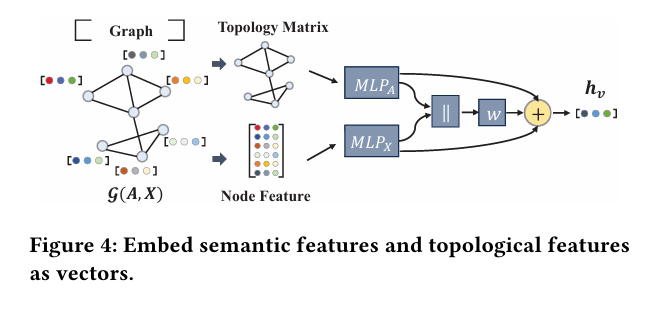 Graph
Topology Matrix
MLP_A
MLP_X
||
w
+
h_v
G(A, X)
Node Feature
Figure 4: Embed semantic features and topological features
as vectors.